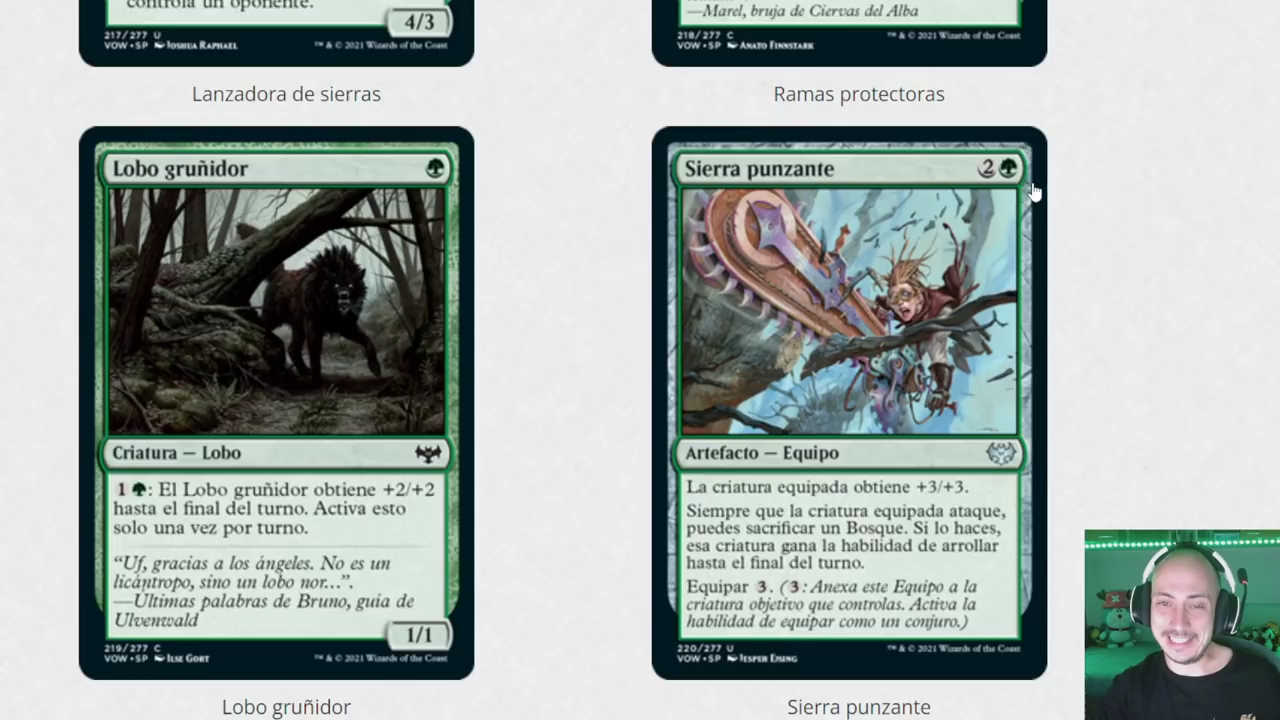 controla un oponente.
4/3
217/277 U
VOW • SP Joshua Raphael
™ & © 2021 Wizards of the Coast
—Marel, bruja de Ciervas del Alba
218/277 C
VOW • SP Anato Finnstark
™ & © 2021 Wizards of the Coast
Lanzadora de sierras
Ramas protectoras
Lobo gruñidor
Criatura — Lobo
1 : El Lobo gruñidor obtiene +2/+2
hasta el final del turno. Activa esto
solo una vez por turno.
“Uf, gracias a los ángeles. No es un
licántropo, sino un lobo nor…”.
—Últimas palabras de Bruno, guía de
Ulvenwald
1/1
219/277 C
VOW • SP Ilse Gort
™ & © 2021 Wizards of the Coast
Lobo gruñidor
Sierra punzante 2
Artefacto — Equipo
La criatura equipada obtiene +3/+3.
Siempre que la criatura equipada ataque,
puedes sacrificar un Bosque. Si lo haces,
esa criatura gana la habilidad de arrollar
hasta el final del turno.
Equipar 3. (3: Anexa este Equipo a la
criatura objetivo que controlas. Activa la
habilidad de equipar como un conjuro.)
220/277 U
VOW • SP Jesper Ejsing
™ & © 2021 Wizards of the Coast
Sierra punzante